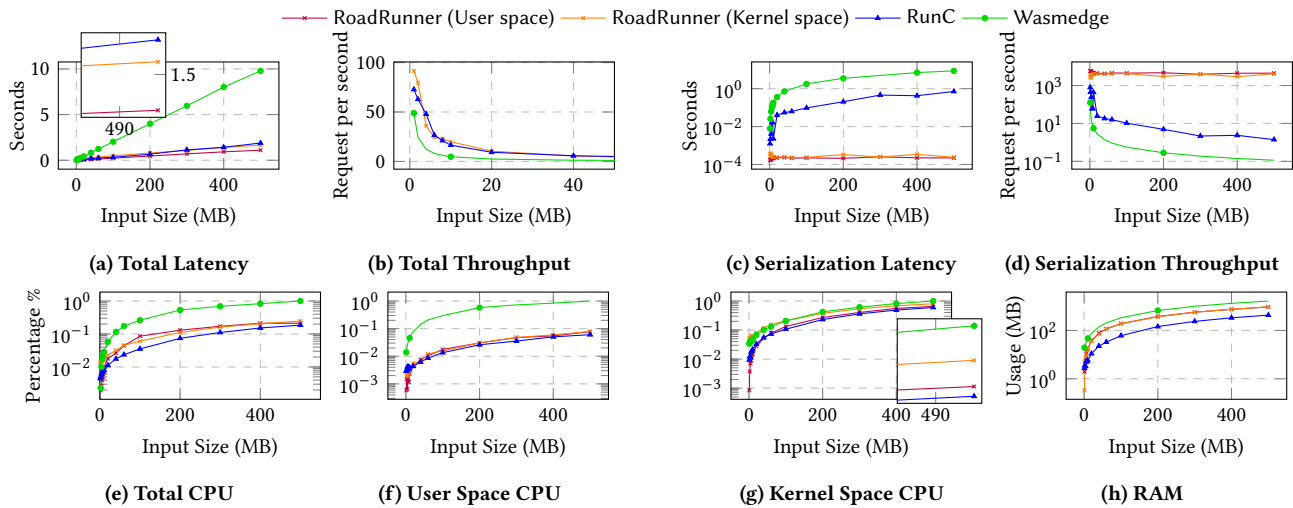 RoadRunner (User space) RoadRunner (Kernel space) RunC Wasmedge
Seconds
10
5
0
0 200 400
1.5
490
Input Size (MB)
(a) Total Latency
Request per second
100
50
0
0 20 40
Input Size (MB)
(b) Total Throughput
Seconds
10^0
10^−2
10^−4
0 200 400
Input Size (MB)
(c) Serialization Latency
Request per second
10^3
10^1
10^−1
0 200 400
Input Size (MB)
(d) Serialization Throughput
Percentage %
10^0
10^−1
10^−2
0 200 400
Input Size (MB)
(e) Total CPU
10^0
10^−1
10^−2
10^−3
0 200 400
Input Size (MB)
(f) User Space CPU
10^0
10^−1
10^−2
10^−3
0 200 400
490
Input Size (MB)
(g) Kernel Space CPU
Usage (MB)
10^2
10^0
0 200 400
Input Size (MB)
(h) RAM